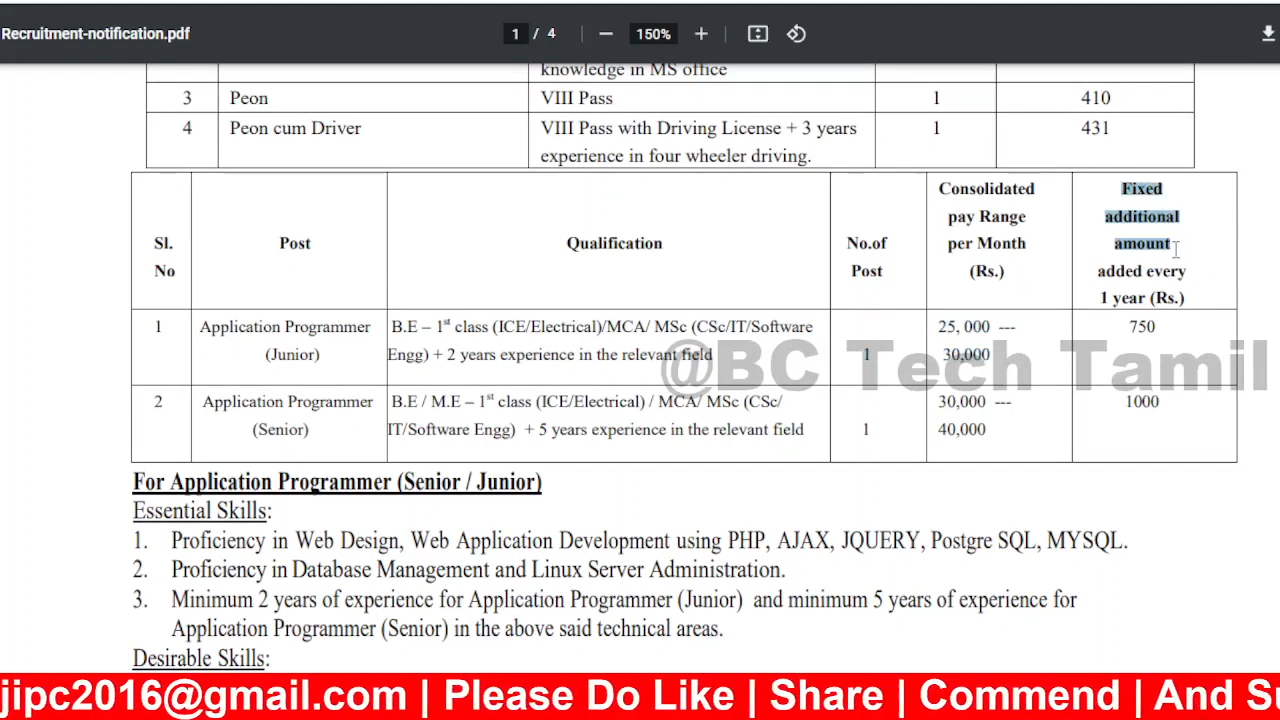 Recruitment-notification.pdf 1 / 4 150%
knowledge in MS office
3 Peon VIII Pass 1 410
4 Peon cum Driver VIII Pass with Driving License + 3 years 1 431
experience in four wheeler driving.
Sl. No Post Qualification No.of Post Consolidated pay Range per Month (Rs.) Fixed additional amount added every 1 year (Rs.)
1 Application Programmer B.E – 1st class (ICE/Electrical)/MCA/ MSc (CSc/IT/Software 25, 000 --- 750
(Junior) Engg) + 2 years experience in the relevant field 1 30,000
@BC Tech Tamil
2 Application Programmer B.E / M.E – 1st class (ICE/Electrical) / MCA/ MSc (CSc/ 30,000 --- 1000
(Senior) IT/Software Engg) + 5 years experience in the relevant field 1 40,000
For Application Programmer (Senior / Junior)
Essential Skills:
1. Proficiency in Web Design, Web Application Development using PHP, AJAX, JQUERY, Postgre SQL, MYSQL.
2. Proficiency in Database Management and Linux Server Administration.
3. Minimum 2 years of experience for Application Programmer (Junior) and minimum 5 years of experience for
Application Programmer (Senior) in the above said technical areas.
Desirable Skills:
jipc2016@gmail.com | Please Do Like | Share | Commend | And Su